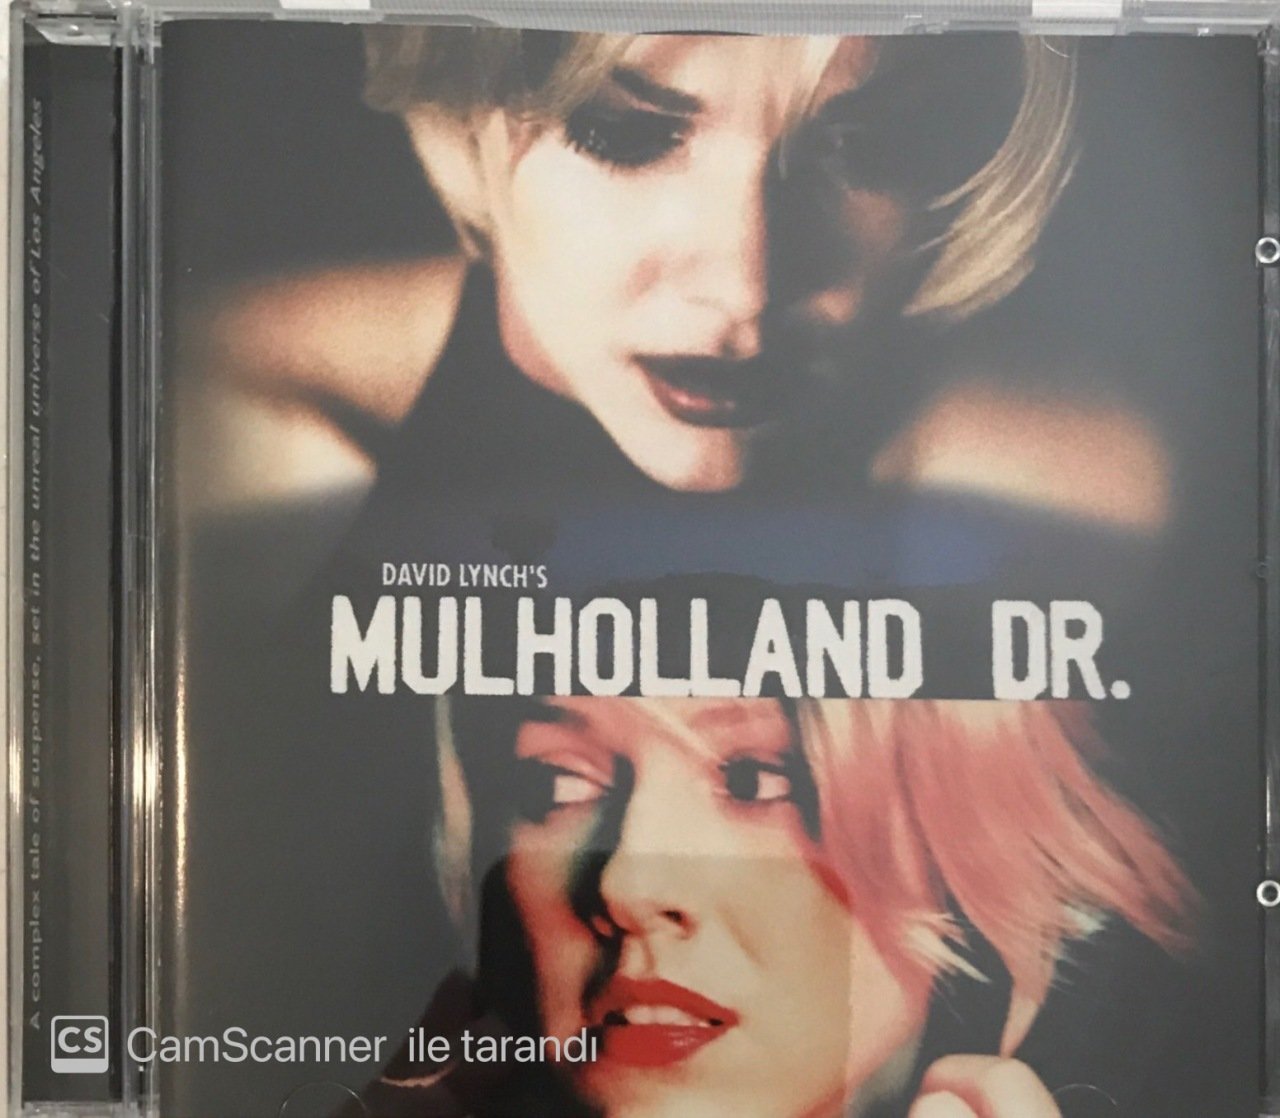 A complex tale of suspense, set in the unreal universe of Los Angeles
DAVID LYNCH'S
MULHOLLAND DR.
CS CamScanner ile tarandı